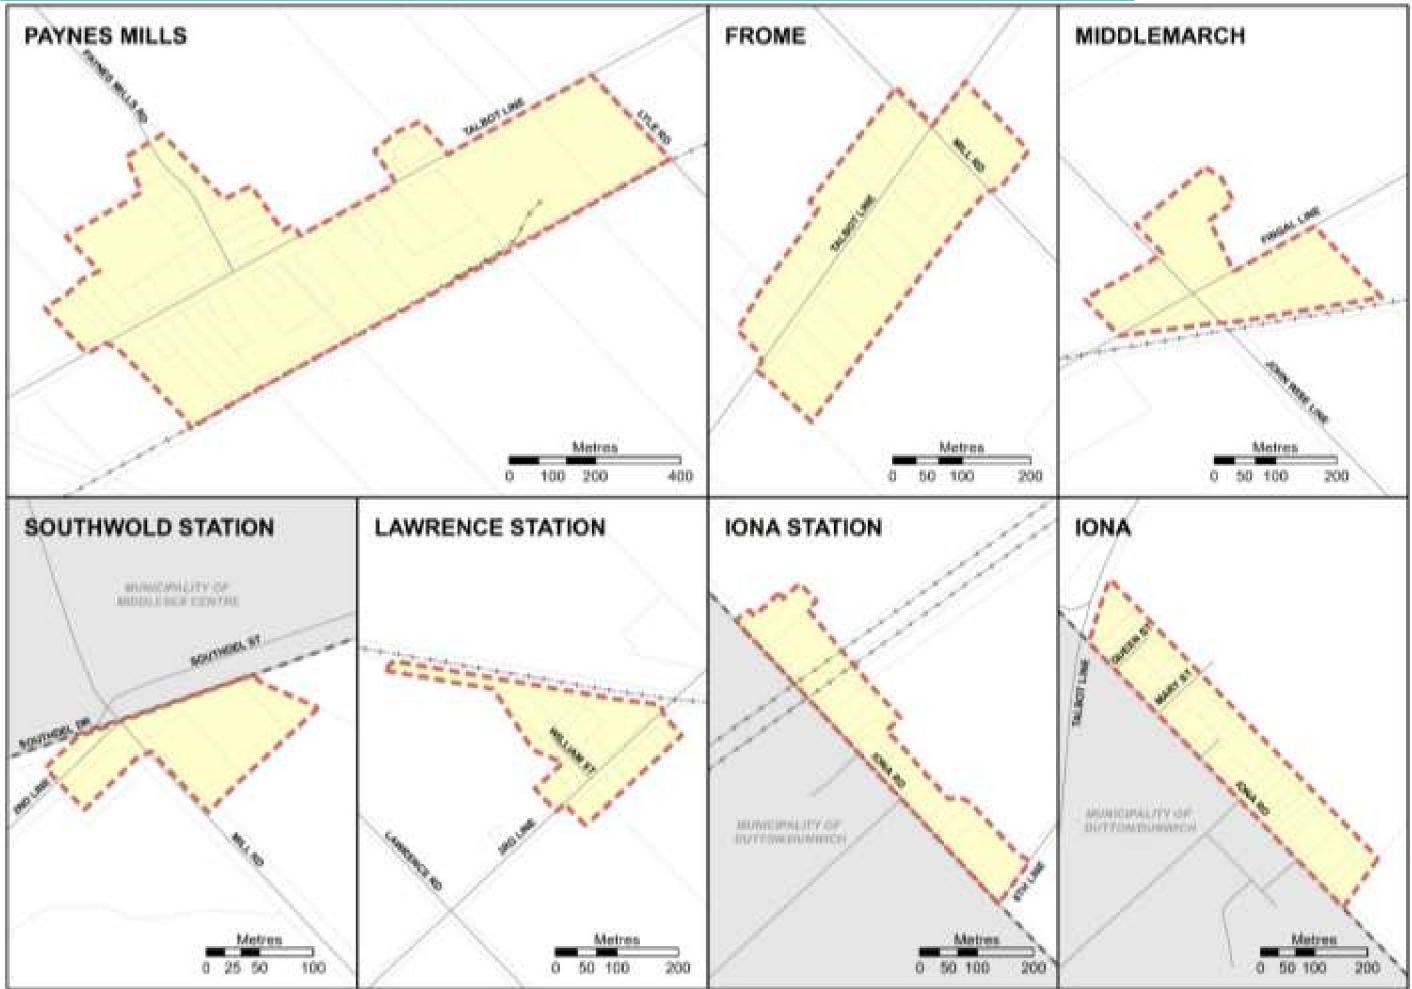 PAYNES MILLS
PAYNES MILLS RD
TALBOT LINE
LYLE RD
Metres
0 100 200 400
FROME
MILL RD
TALBOT LINE
Metres
0 50 100 200
MIDDLEMARCH
FINGAL LINE
JOHN WISE LINE
Metres
0 50 100 200
SOUTHWOLD STATION
MUNICIPALITY OF
MIDDLESEX CENTRE
SOUTHDEL ST
SOUTHDEL DR
2ND LINE
MILL RD
Metres
0 25 50 100
LAWRENCE STATION
WILLIAM ST
3RD LINE
LAWRENCE RD
Metres
0 50 100 200
IONA STATION
IONA RD
MUNICIPALITY OF
DUTTON/DUNWICH
8TH LINE
Metres
0 50 100 200
IONA
QUEEN ST
MARY ST
TALBOT LINE
IONA RD
MUNICIPALITY OF
DUTTON/DUNWICH
Metres
0 50 100 200